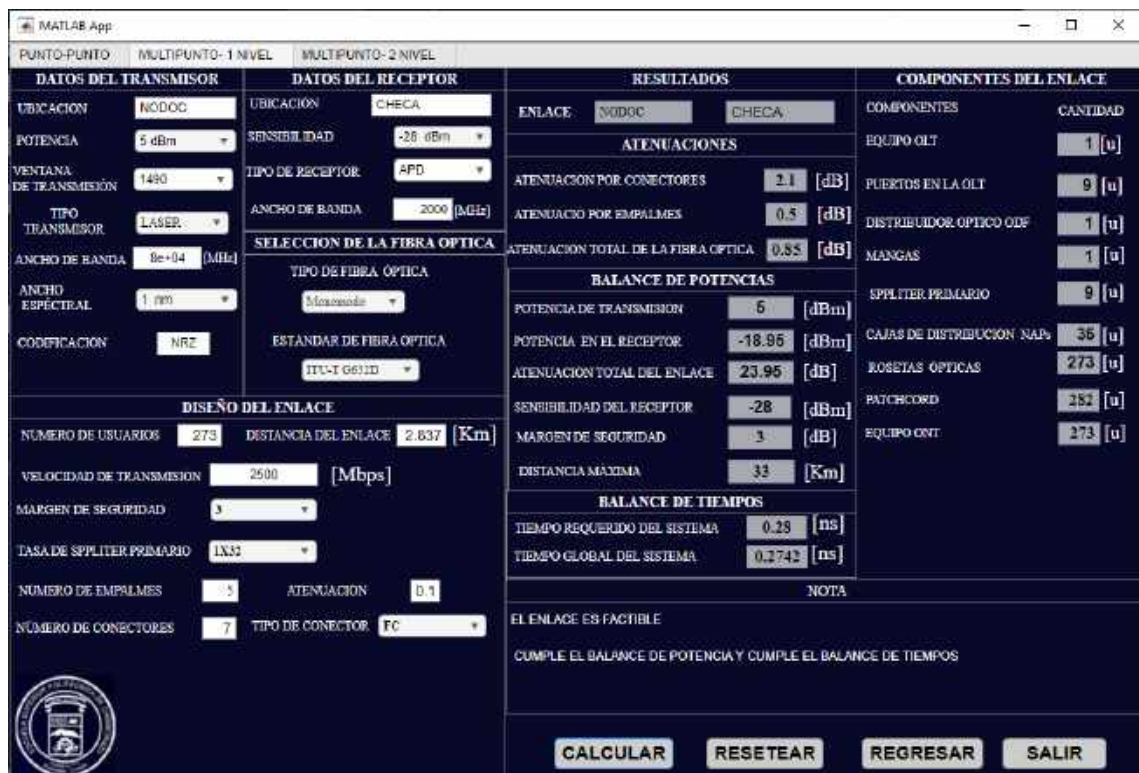 MATLAB App
PUNTO-PUNTO
MULTIPUNTO- 1 NIVEL
MULTIPUNTO- 2 NIVEL
DATOS DEL TRANSMISOR
UBICACION NODOC
POTENCIA 5 dBm
VENTANA
DE TRANSMISIÓN 1490
TIPO
TRANSMISOR LASER
ANCHO DE BANDA 8e+04 [MHz]
ANCHO
ESPÉCTRAL 1 nm
CODIFICACION NRZ
DATOS DEL RECEPTOR
UBICACIÓN CHECA
SENSIBILIDAD -28 dBm
TIPO DE RECEPTOR APD
ANCHO DE BANDA 2000 [MHz]
SELECCION DE LA FIBRA OPTICA
TIPO DE FIBRA ÓPTICA
Monomodo
ESTÁNDAR DE FIBRA OPTICA
ITU-T G652D
DISEÑO DEL ENLACE
NUMERO DE USUARIOS 273 DISTANCIA DEL ENLACE 2.837 [Km]
VELOCIDAD DE TRANSMISION 2500 [Mbps]
MARGEN DE SEGURIDAD 3
TASA DE SPPLITER PRIMARIO 1X32
NÚMERO DE EMPALMES 5 ATENUACIÓN 0.1
NÚMERO DE CONECTORES 7 TIPO DE CONECTOR FC
RESULTADOS
ENLACE NODOC CHECA
ATENUACIONES
ATENUACION POR CONECTORES 2.1 [dB]
ATENUACIO POR EMPALMES 0.5 [dB]
ATENUACION TOTAL DE LA FIBRA OPTICA 0.85 [dB]
BALANCE DE POTENCIAS
POTENCIA DE TRANSMISION 5 [dBm]
POTENCIA EN EL RECEPTOR -18.95 [dBm]
ATENUACIÓN TOTAL DEL ENLACE 23.95 [dB]
SENSIBILIDAD DEL RECEPTOR -28 [dBm]
MARGEN DE SEGURIDAD 3 [dB]
DISTANCIA MÁXIMA 33 [Km]
BALANCE DE TIEMPOS
TIEMPO REQUERIDO DEL SISTEMA 0.28 [ns]
TIEMPO GLOBAL DEL SISTEMA 0.2742 [ns]
COMPONENTES DEL ENLACE
COMPONENTES CANTIDAD
EQUIPO OLT 1 [u]
PUERTOS EN LA OLT 9 [u]
DISTRIBUIDOR OPTICO ODF 1 [u]
MANGAS 1 [u]
SPPLITER PRIMARIO 9 [u]
CAJAS DE DISTRIBUCION NAPs 35 [u]
ROSETAS OPTICAS 273 [u]
PATCHCORD 282 [u]
EQUIPO ONT 273 [u]
NOTA
EL ENLACE ES FACTIBLE
CUMPLE EL BALANCE DE POTENCIA Y CUMPLE EL BALANCE DE TIEMPOS
CALCULAR
RESETEAR
REGRESAR
SALIR